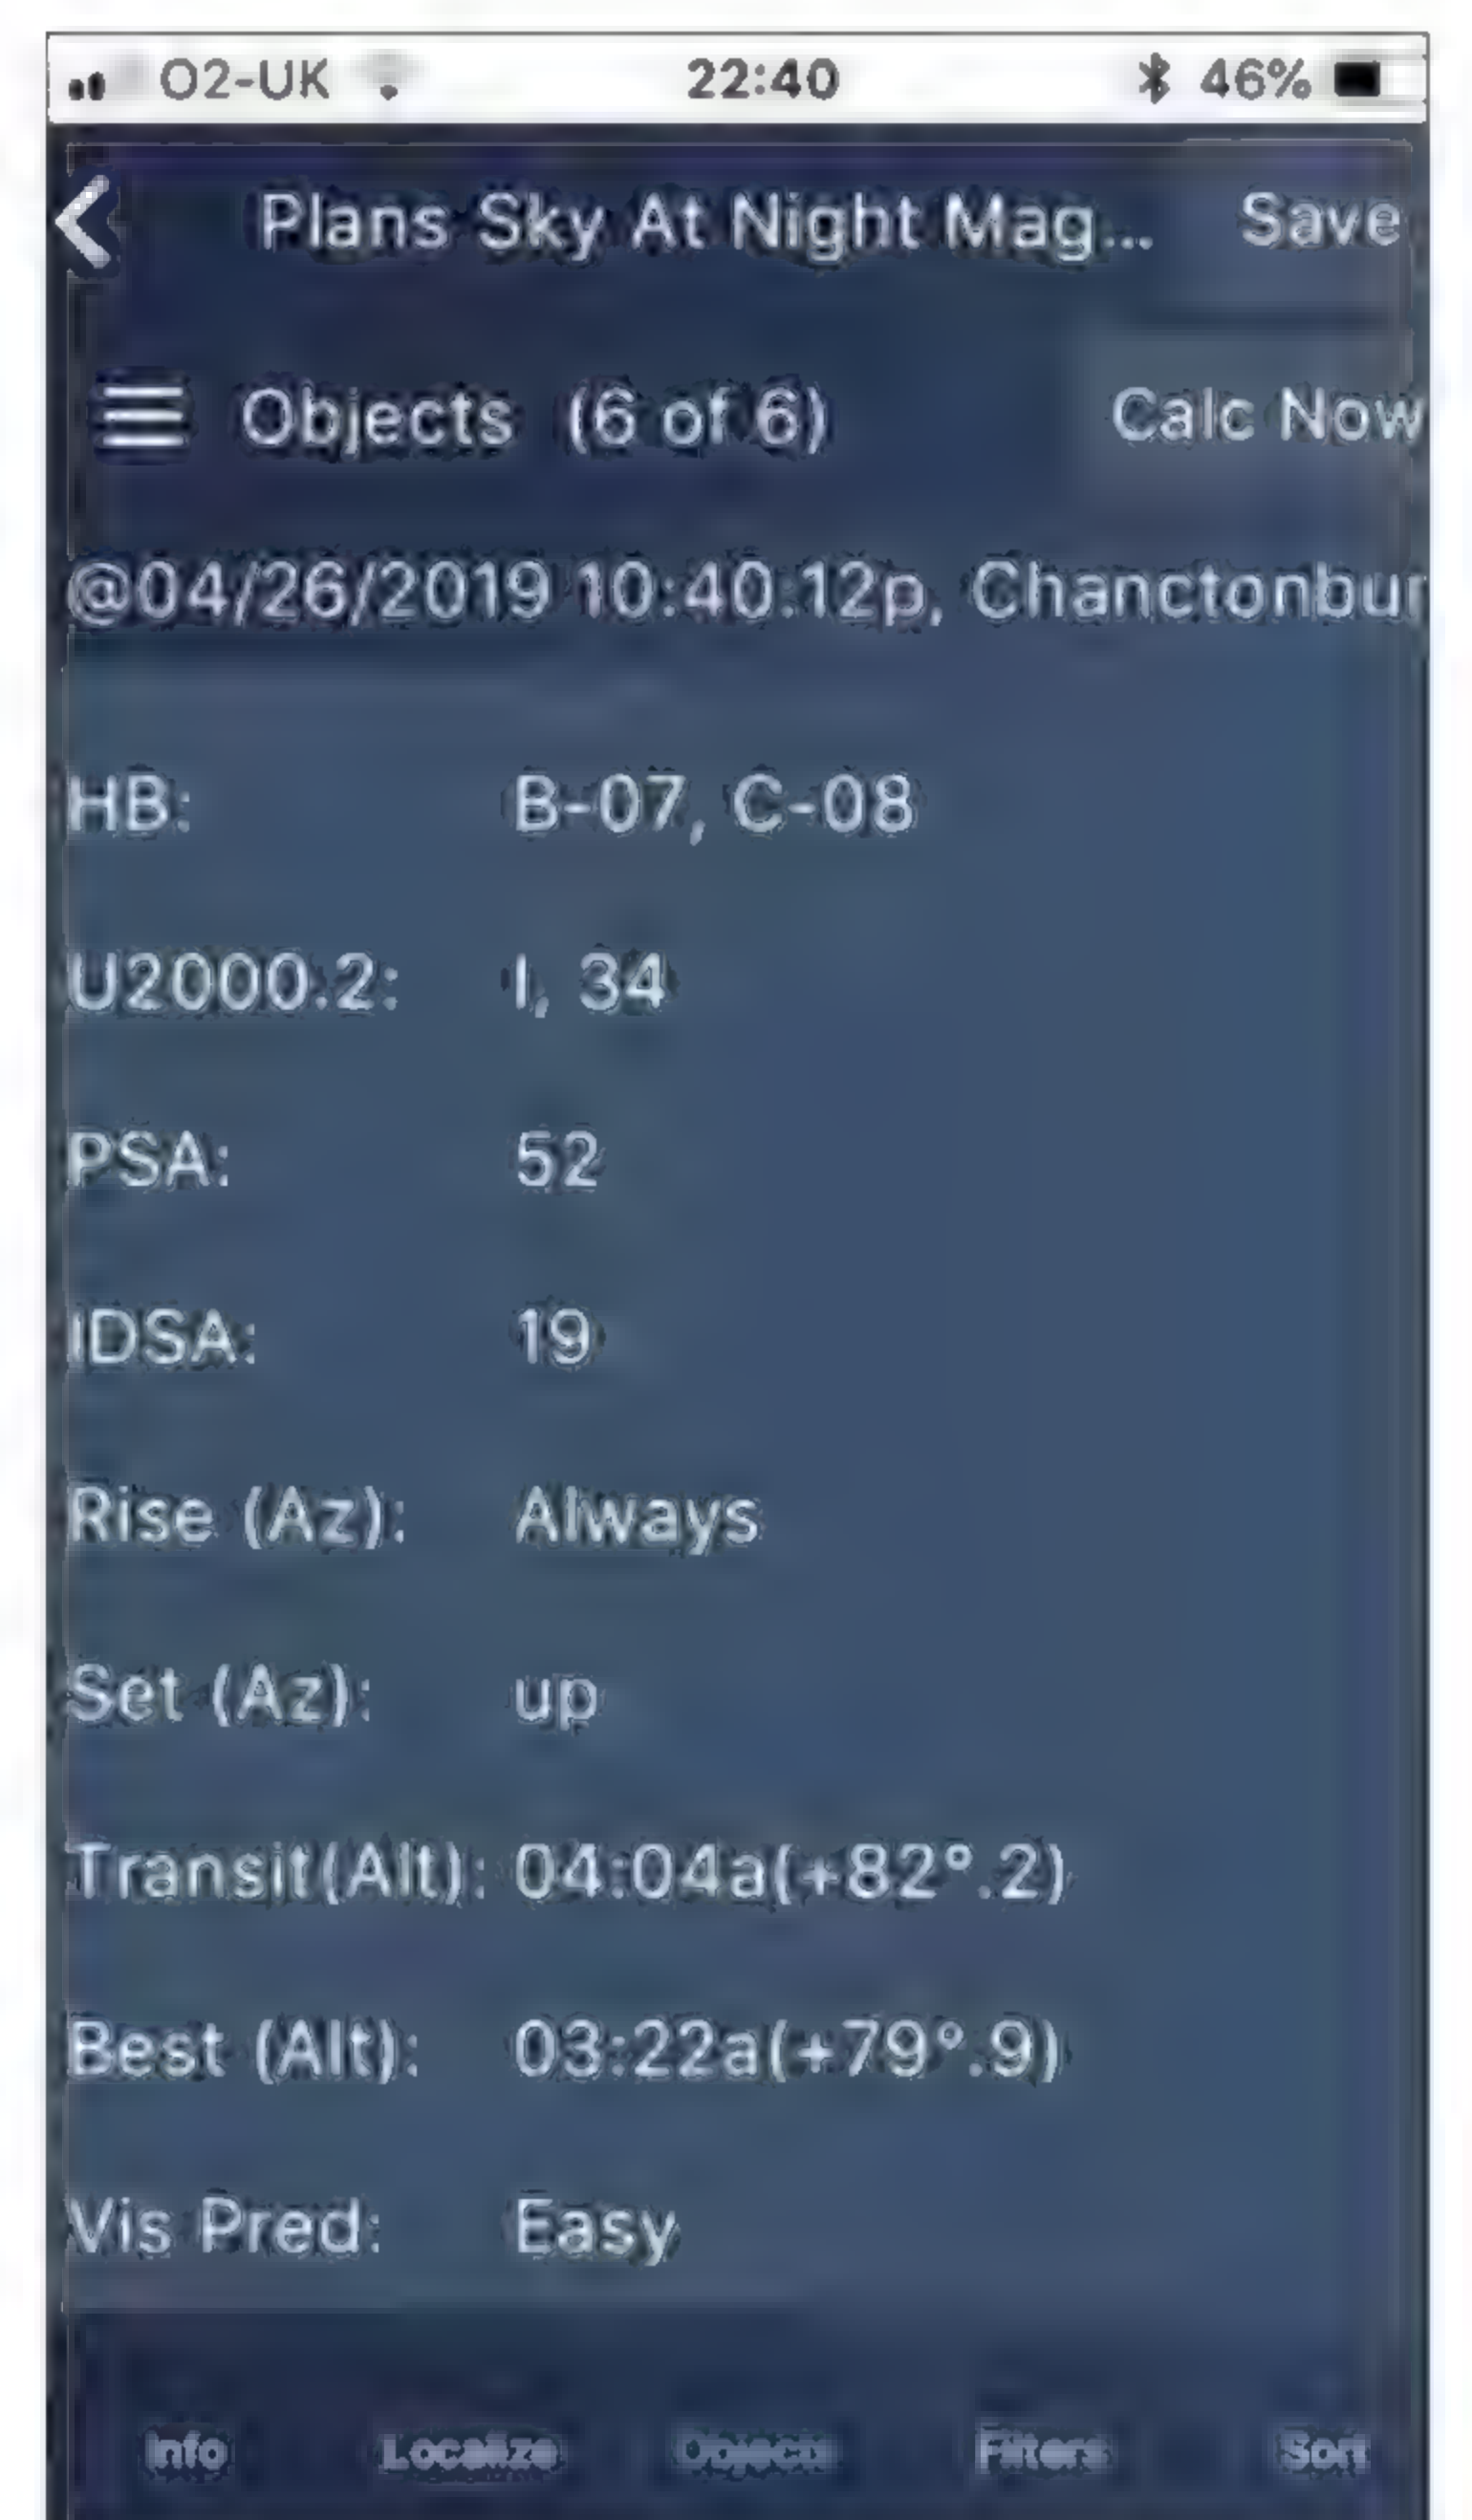 O2-UK 22:40 46%
Plans Sky At Night Mag... Save
Objects (6 of 6) Calc Now
@04/26/2019 10:40:12p, Chanctonbur
HB: B-07, C-08
U2000.2: I, 34
PSA: 52
IDSA: 19
Rise (Az): Always
Set (Az): up
Transit(Alt): 04:04a(+82°.2)
Best (Alt): 03:22a(+79°.9)
Vis Pred: Easy
Info Localize Objects Filters Sort